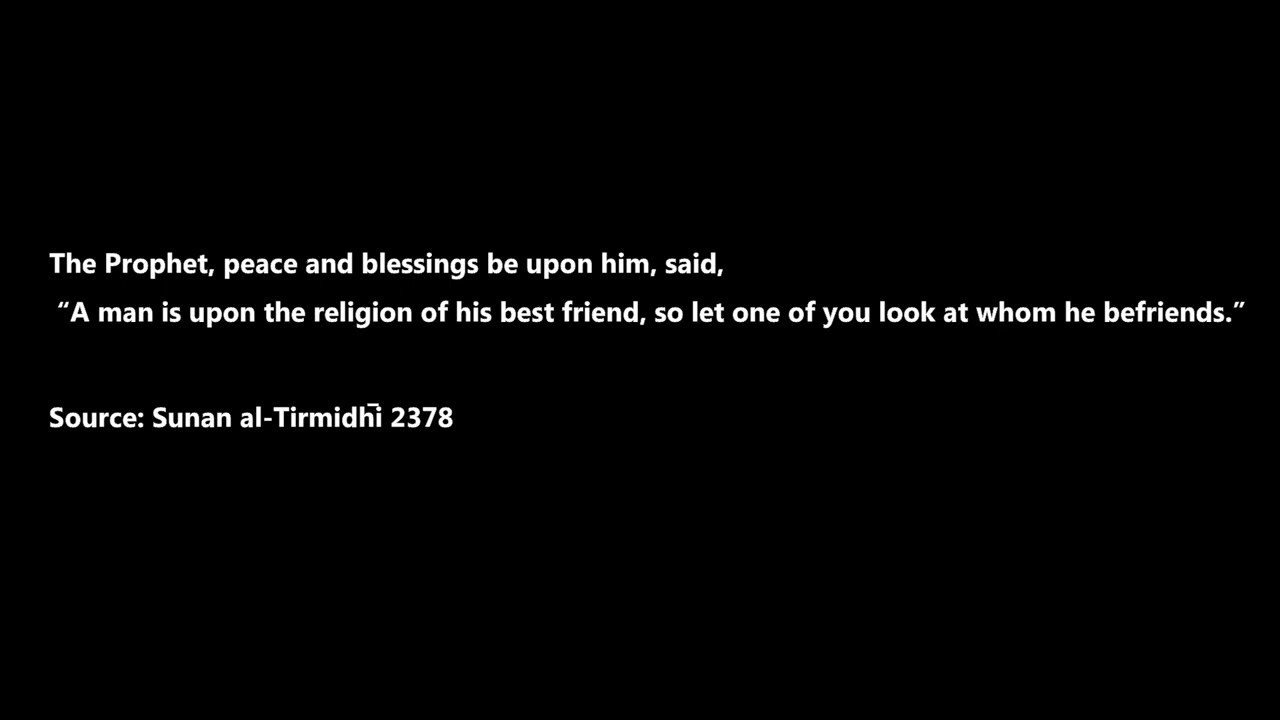 The Prophet, peace and blessings be upon him, said,
“A man is upon the religion of his best friend, so let one of you look at whom he befriends.”
Source: Sunan al-Tirmidhī 2378